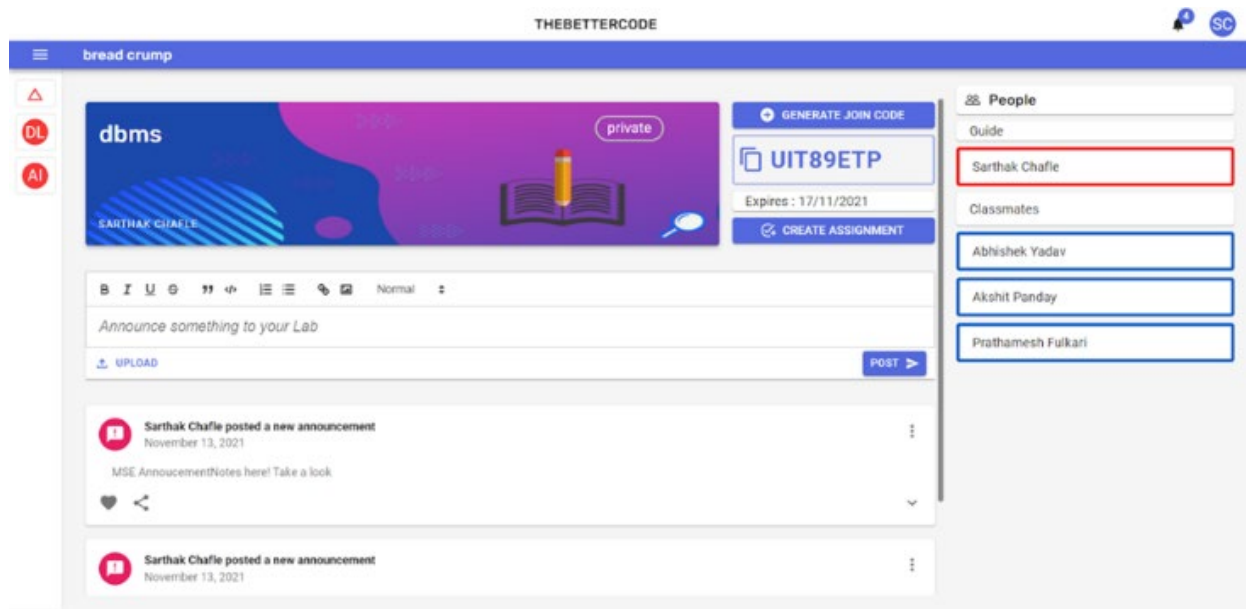 THEBETTERCODE
4
SC
bread crump
DL
AI
dbms
private
SARTHAK CHAFLE
GENERATE JOIN CODE
UIT89ETP
Expires : 17/11/2021
CREATE ASSIGNMENT
B I U S
Normal
Announce something to your Lab
UPLOAD
POST
Sarthak Chafle posted a new announcement
November 13, 2021
MSE AnnoucementNotes here! Take a look
Sarthak Chafle posted a new announcement
November 13, 2021
People
Guide
Sarthak Chafle
Classmates
Abhishek Yadav
Akshit Panday
Prathamesh Fulkari